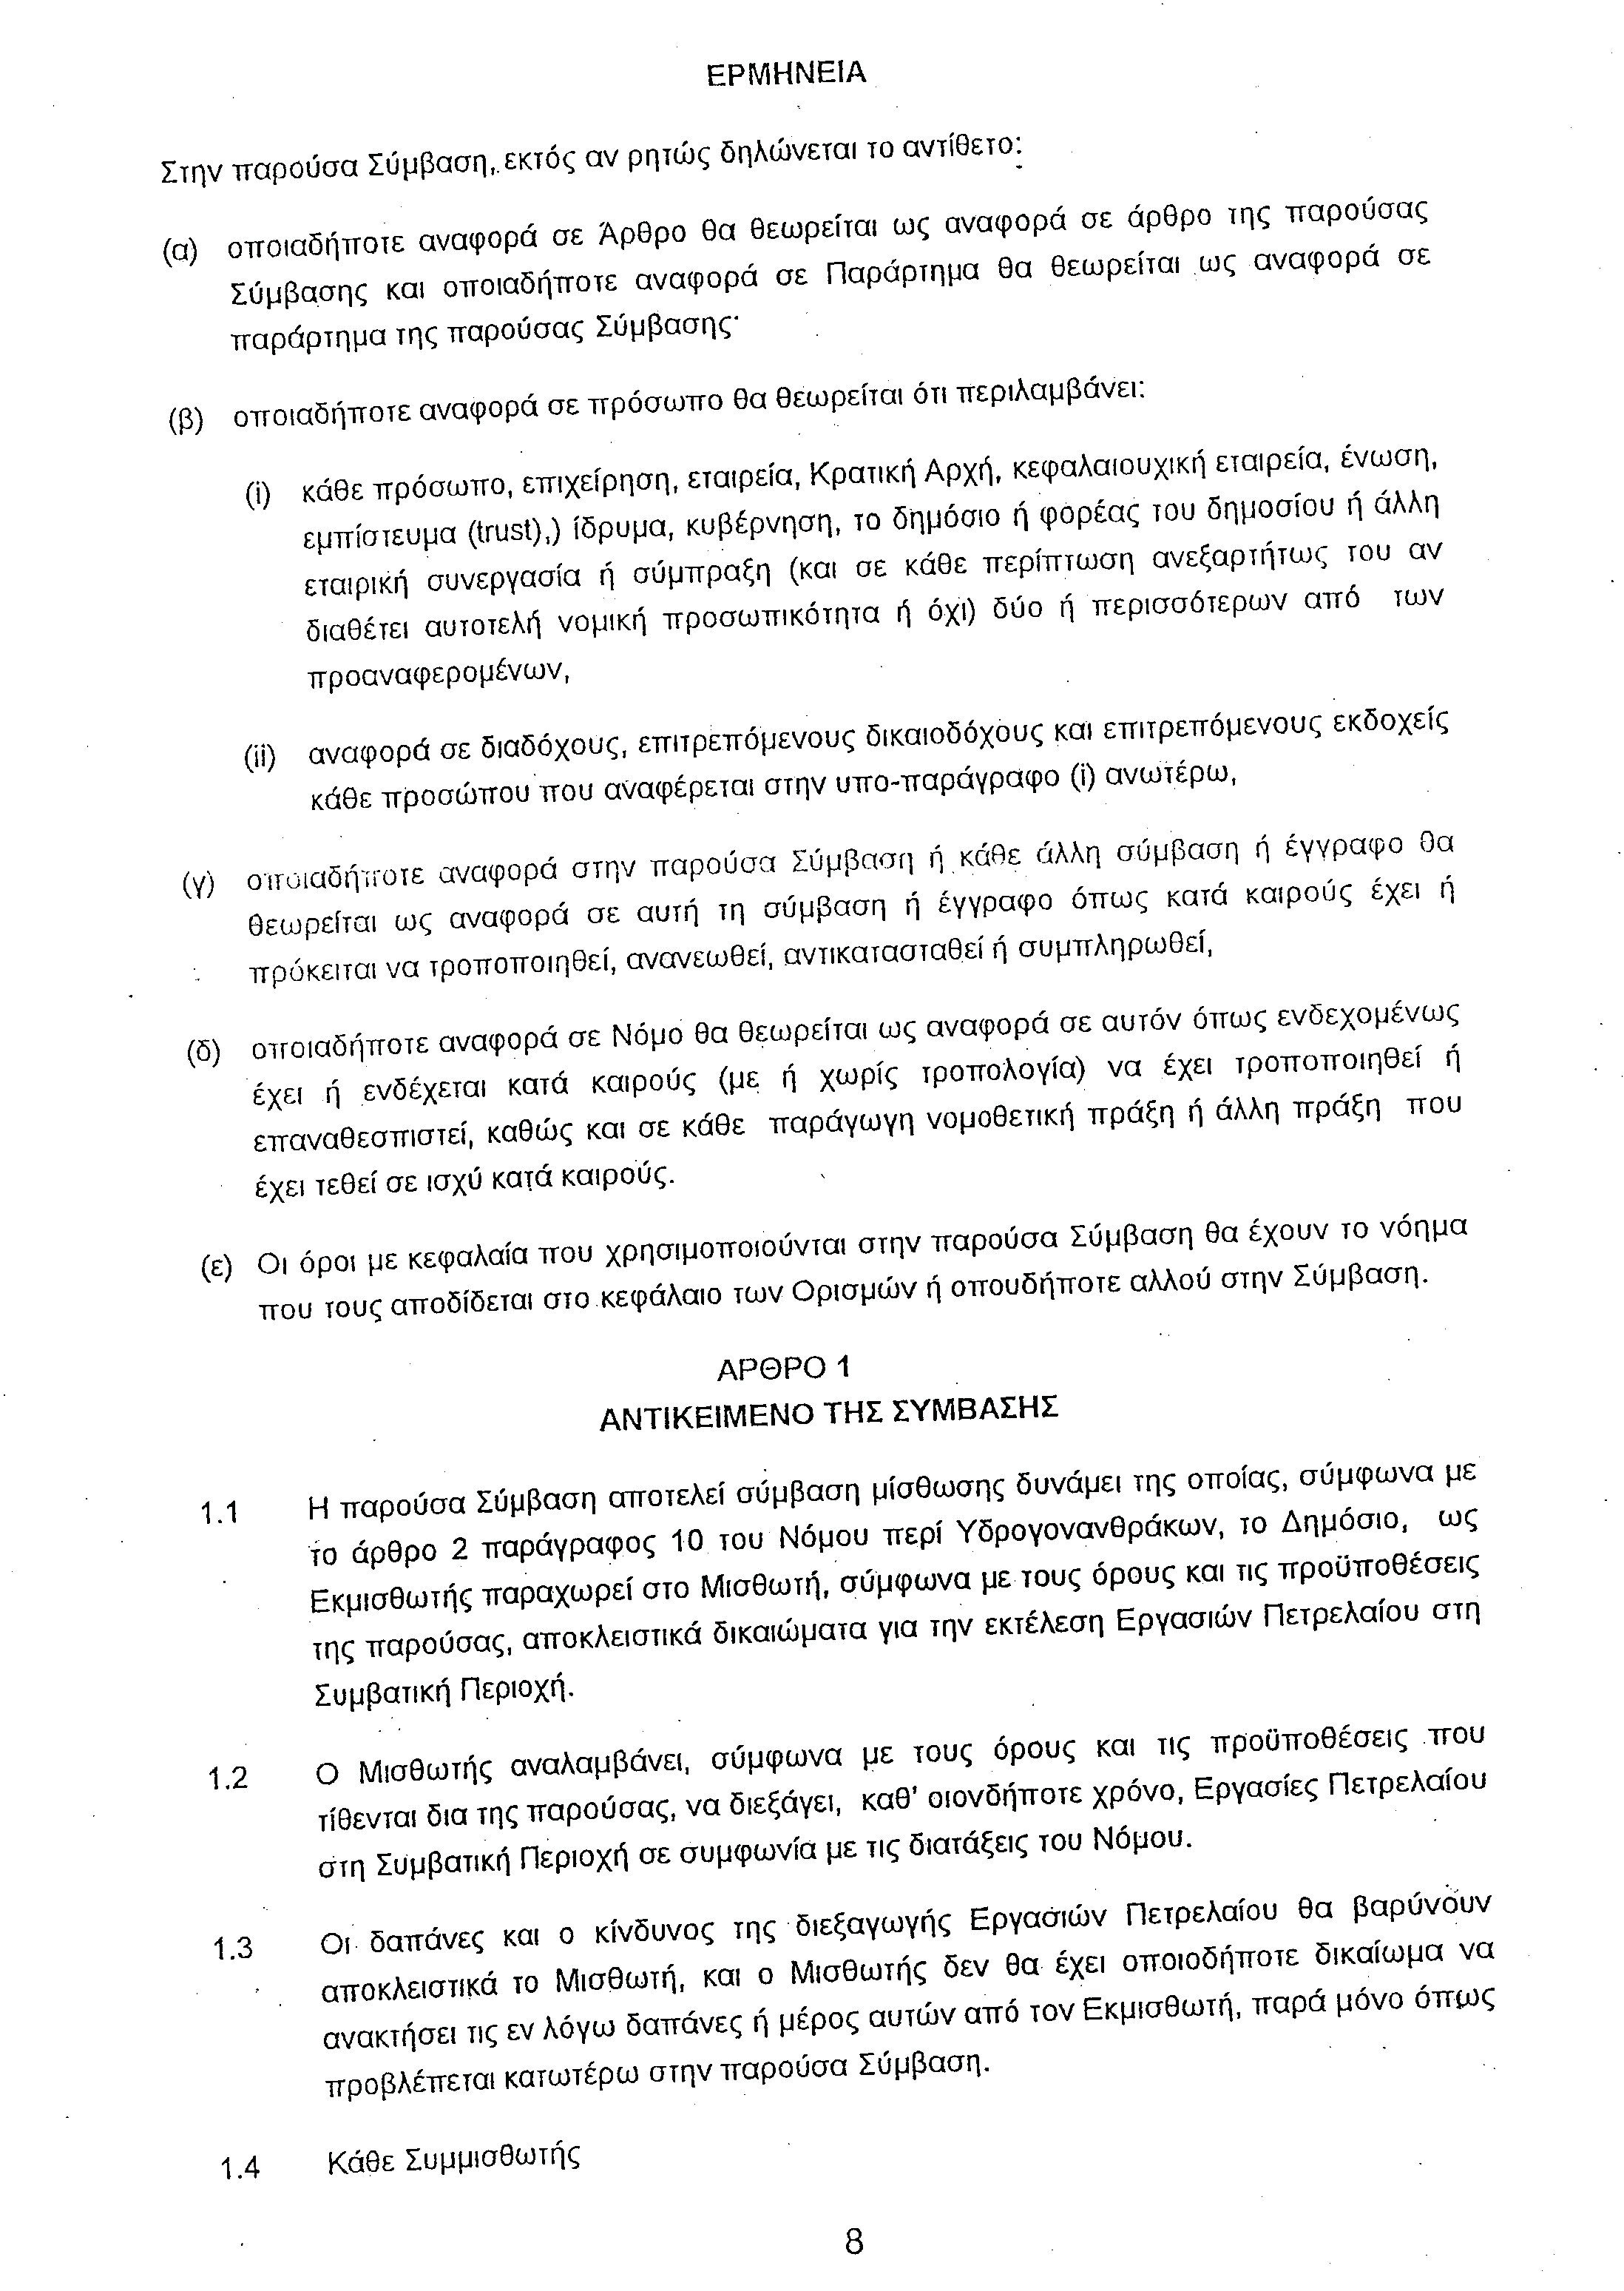 ΕΡΜΗΝΕΙΑ
Στην παρούσα Σύμβαση, εκτός αν ρητώς δηλώνεται το αντίθετο:
(α) οποιαδήποτε αναφορά σε Άρθρο θα θεωρείται ως αναφορά σε άρθρο της παρούσας
Σύμβασης και οποιαδήποτε αναφορά σε Παράρτημα θα θεωρείται ως αναφορά σε
παράρτημα της παρούσας Σύμβασης·
(β) οποιαδήποτε αναφορά σε πρόσωπο θα θεωρείται ότι περιλαμβάνει:
(i) κάθε πρόσωπο, επιχείρηση, εταιρεία, Κρατική Αρχή, κεφαλαιουχική εταιρεία, ένωση,
εμπίστευμα (trust),) ίδρυμα, κυβέρνηση, το δημόσιο ή φορέας του δημοσίου ή άλλη
εταιρική συνεργασία ή σύμπραξη (και σε κάθε περίπτωση ανεξαρτήτως του αν
διαθέτει αυτοτελή νομική προσωπικότητα ή όχι) δύο ή περισσότερων από των
προαναφερομένων,
(ii) αναφορά σε διαδόχους, επιτρεπόμενους δικαιοδόχους και επιτρεπόμενους εκδοχείς
κάθε προσώπου που αναφέρεται στην υπο-παράγραφο (i) ανωτέρω,
(γ) οποιαδήποτε αναφορά στην παρούσα Σύμβαση ή κάθε άλλη σύμβαση ή έγγραφο θα
θεωρείται ως αναφορά σε αυτή τη σύμβαση ή έγγραφο όπως κατά καιρούς έχει ή
πρόκειται να τροποποιηθεί, ανανεωθεί, αντικατασταθεί ή συμπληρωθεί,
(δ) οποιαδήποτε αναφορά σε Νόμο θα θεωρείται ως αναφορά σε αυτόν όπως ενδεχομένως
έχει ή ενδέχεται κατά καιρούς (με ή χωρίς τροπολογία) να έχει τροποποιηθεί ή
επαναθεσπιστεί, καθώς και σε κάθε παράγωγη νομοθετική πράξη ή άλλη πράξη που
έχει τεθεί σε ισχύ κατά καιρούς.
(ε) Οι όροι με κεφαλαία που χρησιμοποιούνται στην παρούσα Σύμβαση θα έχουν το νόημα
που τους αποδίδεται στο κεφάλαιο των Ορισμών ή οπουδήποτε αλλού στην Σύμβαση.
ΑΡΘΡΟ 1
ΑΝΤΙΚΕΙΜΕΝΟ ΤΗΣ ΣΥΜΒΑΣΗΣ
1.1 Η παρούσα Σύμβαση αποτελεί σύμβαση μίσθωσης δυνάμει της οποίας, σύμφωνα με
το άρθρο 2 παράγραφος 10 του Νόμου περί Υδρογονανθράκων, το Δημόσιο, ως
Εκμισθωτής παραχωρεί στο Μισθωτή, σύμφωνα με τους όρους και τις προϋποθέσεις
της παρούσας, αποκλειστικά δικαιώματα για την εκτέλεση Εργασιών Πετρελαίου στη
Συμβατική Περιοχή.
1.2 Ο Μισθωτής αναλαμβάνει, σύμφωνα με τους όρους και τις προϋποθέσεις που
τίθενται δια της παρούσας, να διεξάγει, καθ' οιονδήποτε χρόνο, Εργασίες Πετρελαίου
στη Συμβατική Περιοχή σε συμφωνία με τις διατάξεις του Νόμου.
1.3 Οι δαπάνες και ο κίνδυνος της διεξαγωγής Εργασιών Πετρελαίου θα βαρύνουν
αποκλειστικά το Μισθωτή, και ο Μισθωτής δεν θα έχει οποιοδήποτε δικαίωμα να
ανακτήσει τις εν λόγω δαπάνες ή μέρος αυτών από τον Εκμισθωτή, παρά μόνο όπως
προβλέπεται κατωτέρω στην παρούσα Σύμβαση.
1.4 Κάθε Συμμισθωτής
8